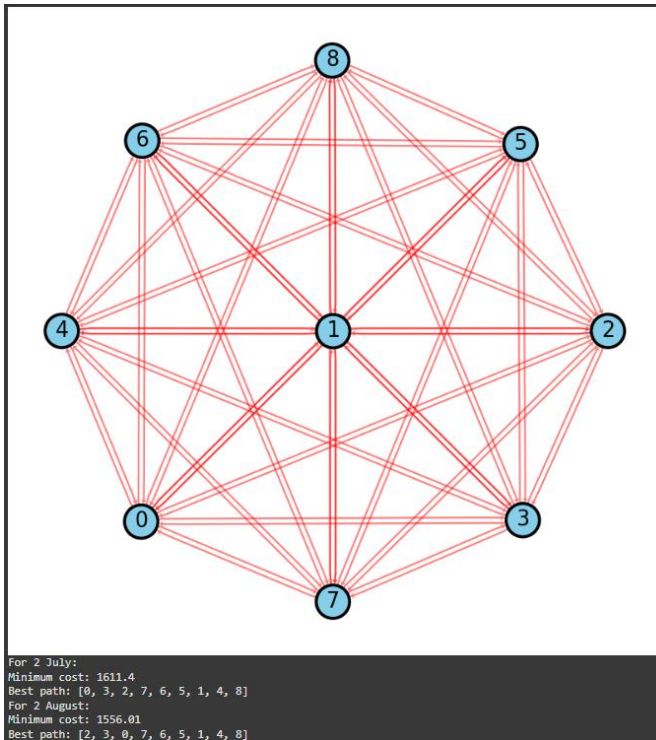 8
6
5
4
1
2
0
3
7
For 2 July:
Minimum cost: 1611.4
Best path: [0, 3, 2, 7, 6, 5, 1, 4, 8]
For 2 August:
Minimum cost: 1556.01
Best path: [2, 3, 0, 7, 6, 5, 1, 4, 8]